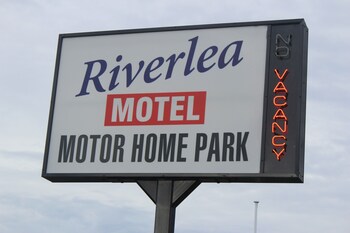 Riverlea
MOTEL
MOTOR HOME PARK
NO
VACANCY